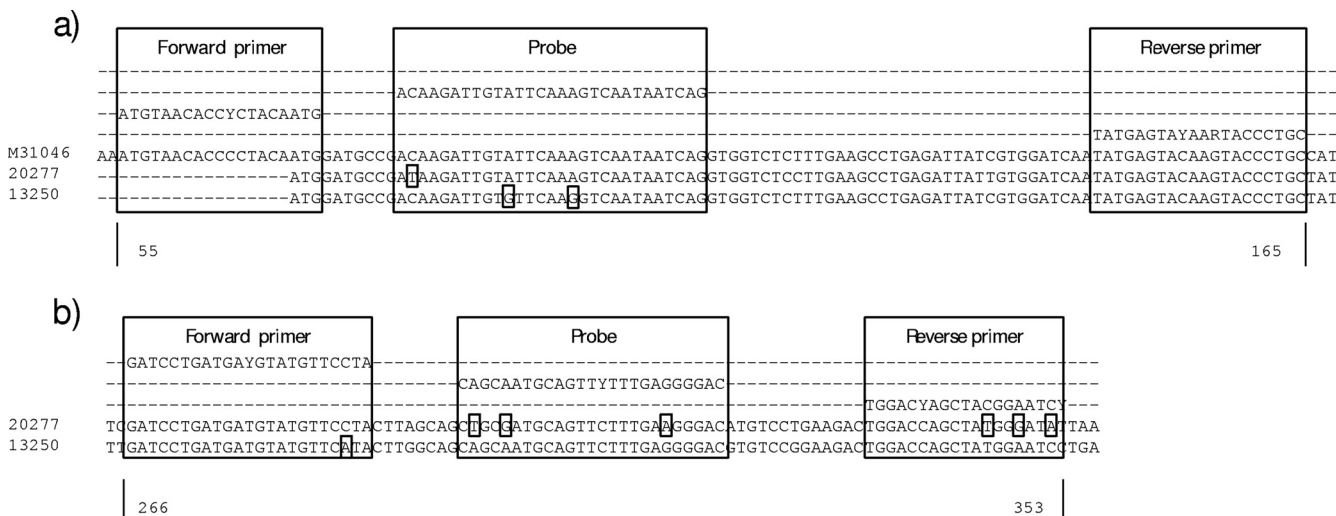 a)
Forward primer Probe Reverse primer
--------------------------------------------------------------------------------------------------------------------
----------------------------ACAAGATTGTATTCAAAGTCAATAATCAG-----------------------------------------------------------
--ATGTAACACCYCTACAATG-----------------------------------------------------------------------------------------------
---------------------------------------------------------------------------------------------TATGAGTAYAARTACCCTGC---
M31046 AAATGTAACACCCCTACAATGGATGCCGACAAGATTGTATTCAAAGTCAATAATCAGGTGGTCTCTTTGAAGCCTGAGATTATCGTGGATCAATATGAGTACAAGTACCCTGCCAT
20277 ------------------ATGGATGCCGATAAGATTGTATTCAAAGTCAATAATCAGGTGGTCTCCTTGAAGCCTGAGATTATTGTGGATCAATATGAGTACAAGTACCCTGCTAT
13250 ------------------ATGGATGCCGACAAGATTGTGTTCAAGGTCAATAATCAGGTGGTCTCTTTGAAGCCTGAGATTATCGTGGATCAATATGAGTACAAGTACCCTGCTAT
55 165
b)
Forward primer Probe Reverse primer
--GATCCTGATGAYGTATGTTCCTA--------------------------------------------------------------------
---------------------------------CAGCAATGCAGTTYTTTGAGGGGAC-----------------------------------
-----------------------------------------------------------------------TGGACYAGCTACGGAATCY---
20277 TCGATCCTGATGATGTATGTTCCTACTTAGCAGCTGCGATGCAGTTCTTTGAAGGGACATGTCCTGAAGACTGGACCAGCTATGGGATATTAA
13250 TTGATCCTGATGATGTATGTTCATACTTGGCAGCAGCAATGCAGTTCTTTGAGGGGACGTGTCCGGAAGACTGGACCAGCTATGGAATCCTGA
266 353